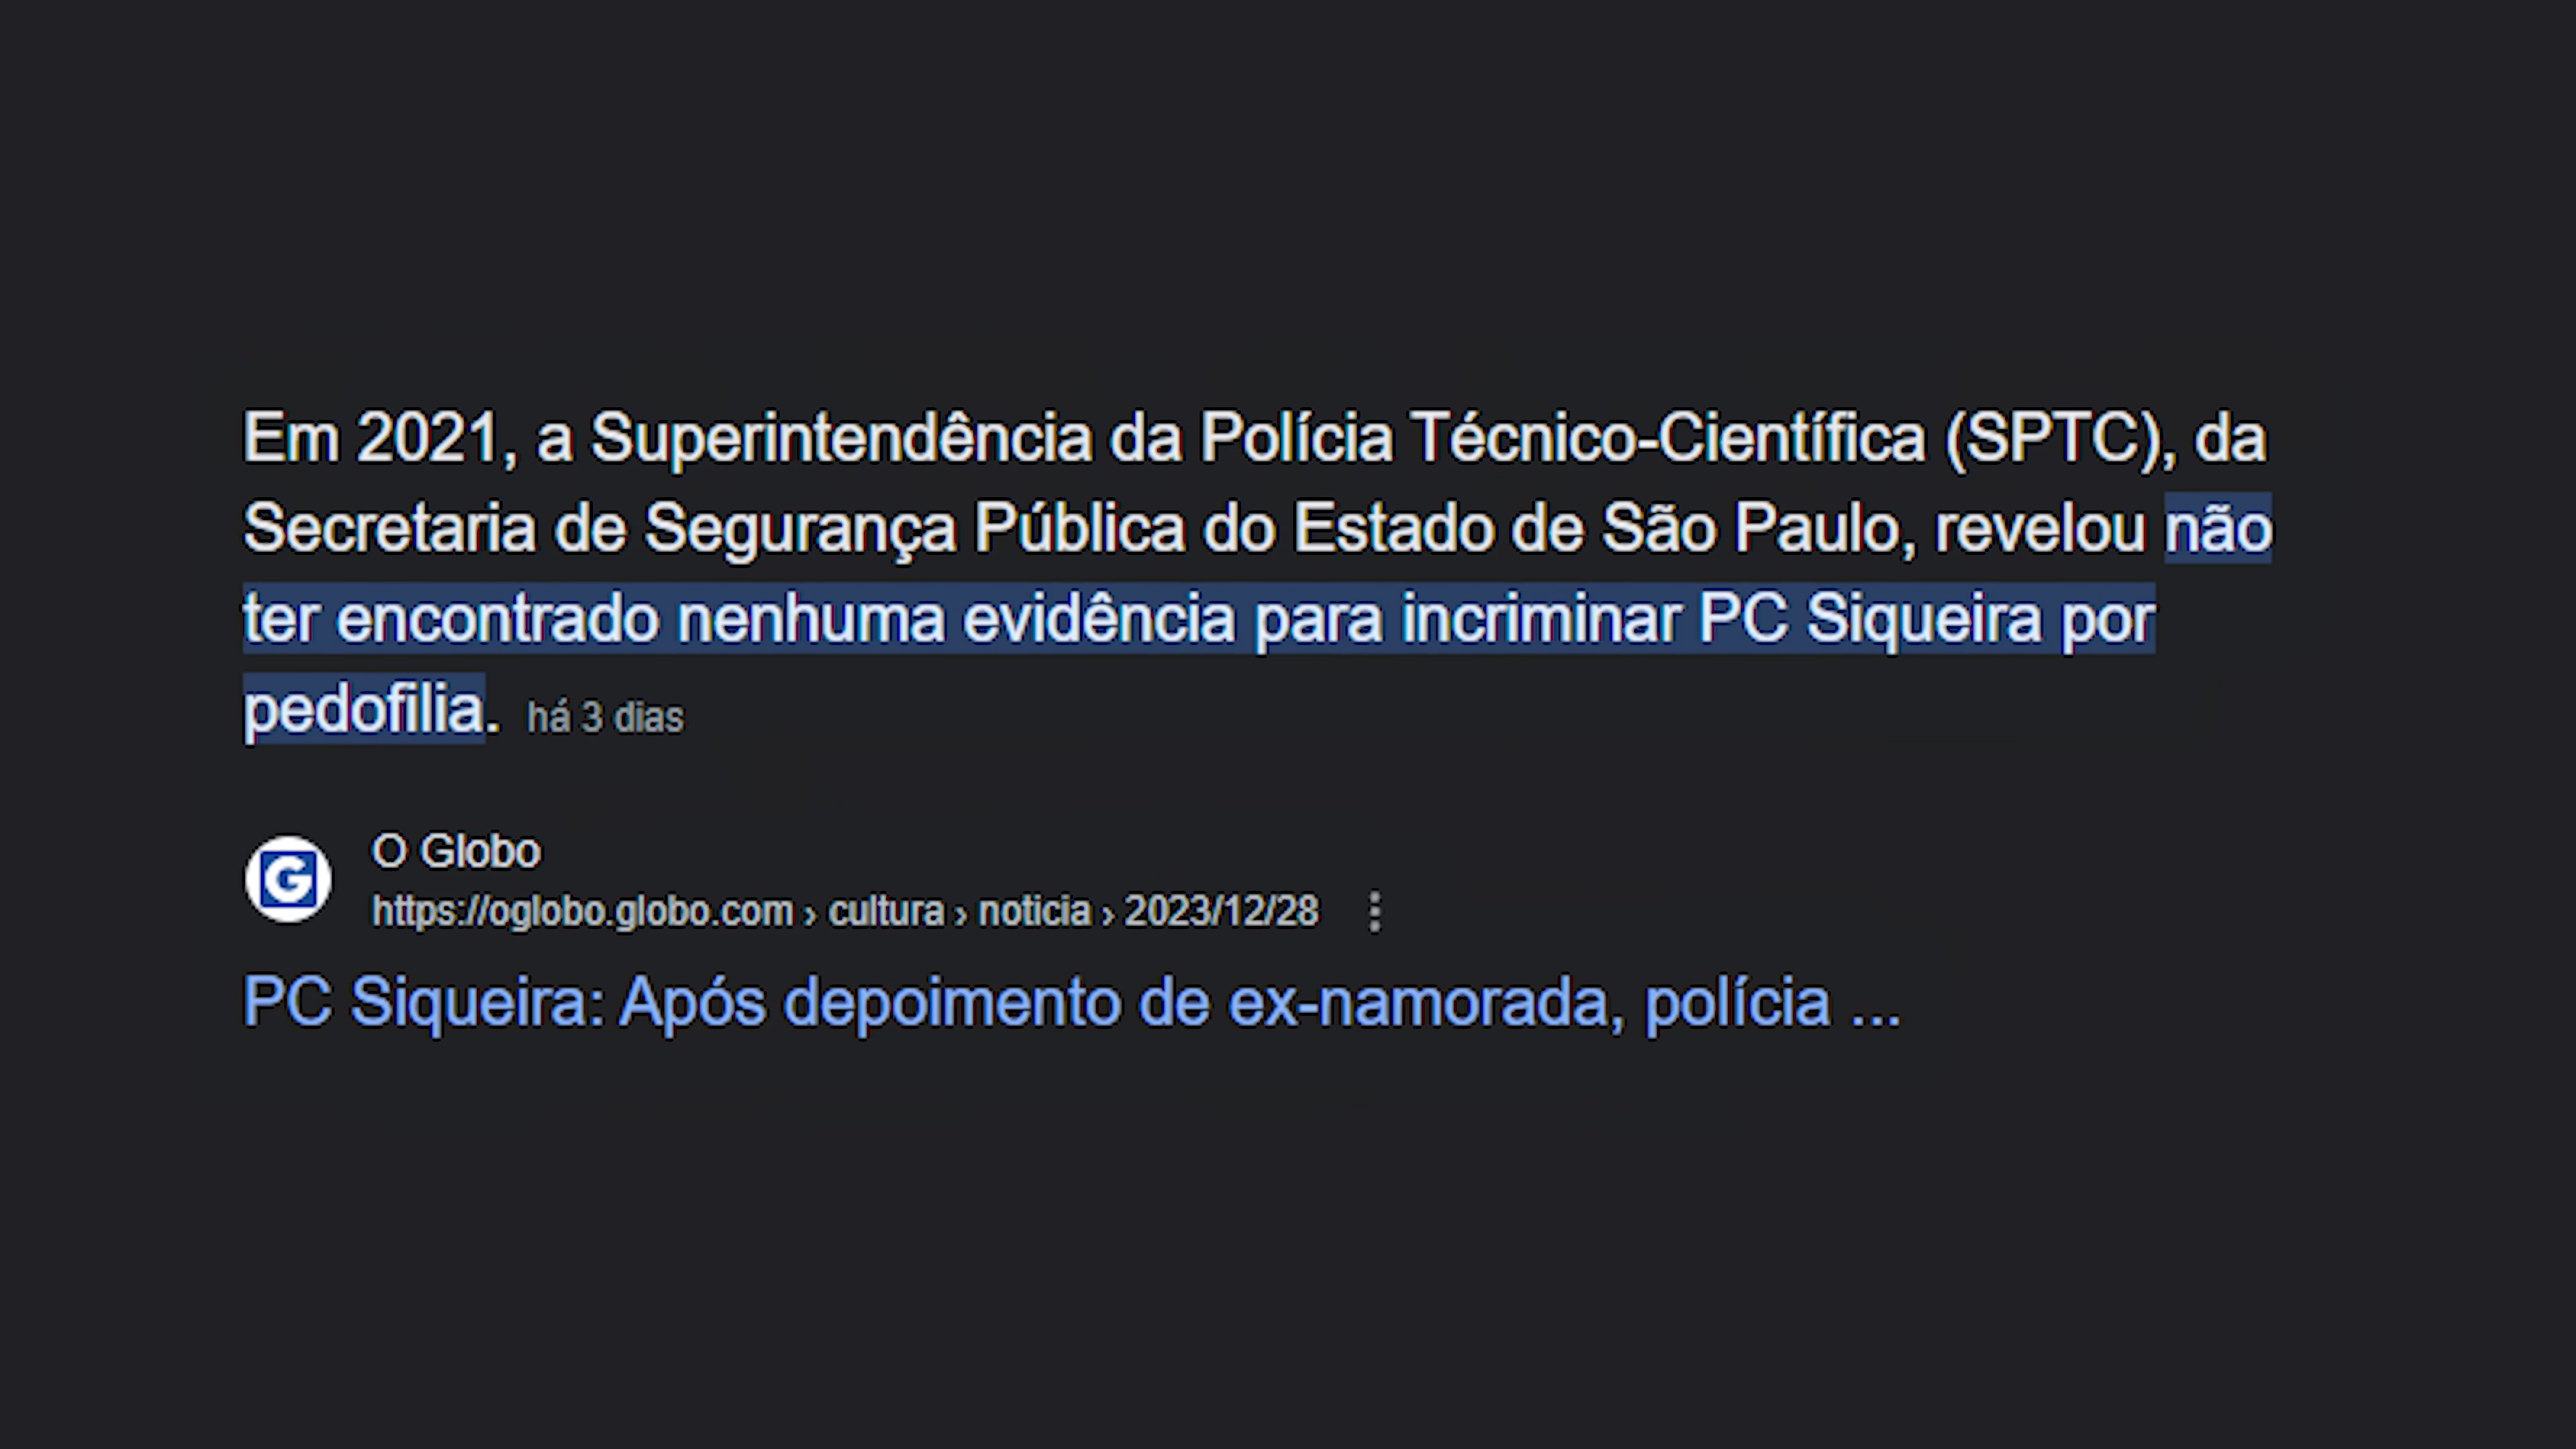 Em 2021, a Superintendência da Polícia Técnico-Científica (SPTC), da
Secretaria de Segurança Pública do Estado de São Paulo, revelou não
ter encontrado nenhuma evidência para incriminar PC Siqueira por
pedofilia. há 3 dias
G
O Globo
https://oglobo.globo.com › cultura › noticia › 2023/12/28
PC Siqueira: Após depoimento de ex-namorada, polícia ...